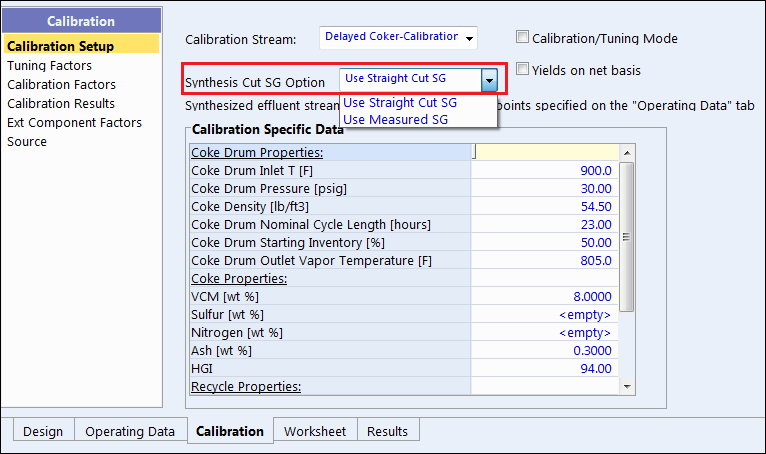 Calibration
Calibration Setup
Tuning Factors
Calibration Factors
Calibration Results
Ext Component Factors
Source
Calibration Stream: Delayed Coker-Calibration
Calibration/Tuning Mode
Synthesis Cut SG Option Use Straight Cut SG
Yields on net basis
Use Straight Cut SG
Use Measured SG
Synthesized effluent stream points specified on the "Operating Data" tab
Calibration Specific Data
Coke Drum Properties:
Coke Drum Inlet T [F] 900.0
Coke Drum Pressure [psig] 30.00
Coke Density [lb/ft3] 54.50
Coke Drum Nominal Cycle Length [hours] 23.00
Coke Drum Starting Inventory [%] 50.00
Coke Drum Outlet Vapor Temperature [F] 805.0
Coke Properties:
VCM [wt %] 8.0000
Sulfur [wt %] <empty>
Nitrogen [wt %] <empty>
Ash [wt %] 0.3000
HGI 94.00
Recycle Properties:
Design Operating Data Calibration Worksheet Results